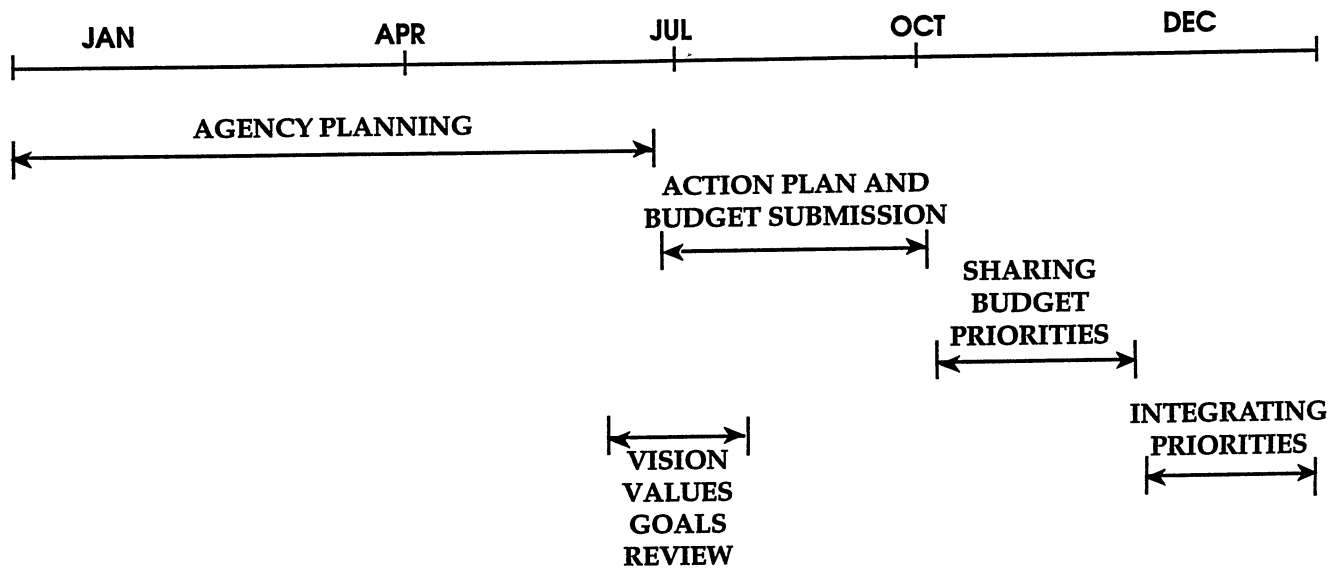 JAN APR JUL OCT DEC
AGENCY PLANNING
ACTION PLAN AND
BUDGET SUBMISSION
SHARING
BUDGET
PRIORITIES
INTEGRATING
PRIORITIES
VISION
VALUES
GOALS
REVIEW